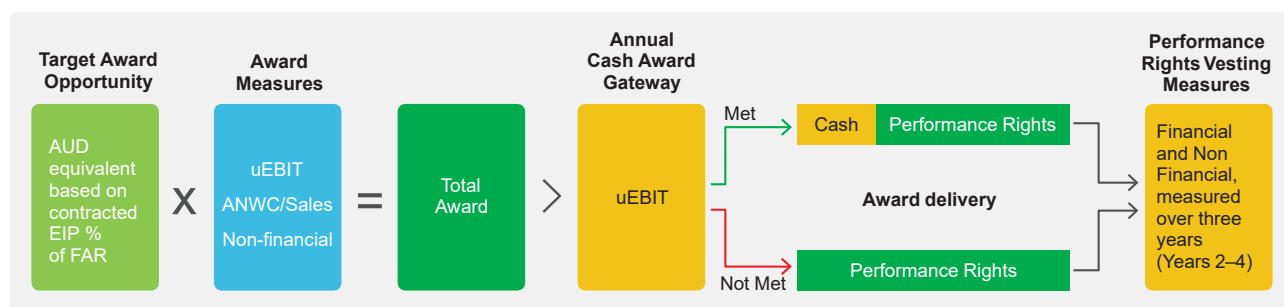 Target Award
Opportunity
AUD
equivalent
based on
contracted
EIP %
of FAR
X
Award
Measures
uEBIT
ANWC/Sales
Non-financial
=
Total
Award
>
Annual
Cash Award
Gateway
uEBIT
Met
Cash
Performance Rights
Award delivery
Not Met
Performance Rights
Performance
Rights Vesting
Measures
Financial
and Non
Financial,
measured
over three
years
(Years 2–4)